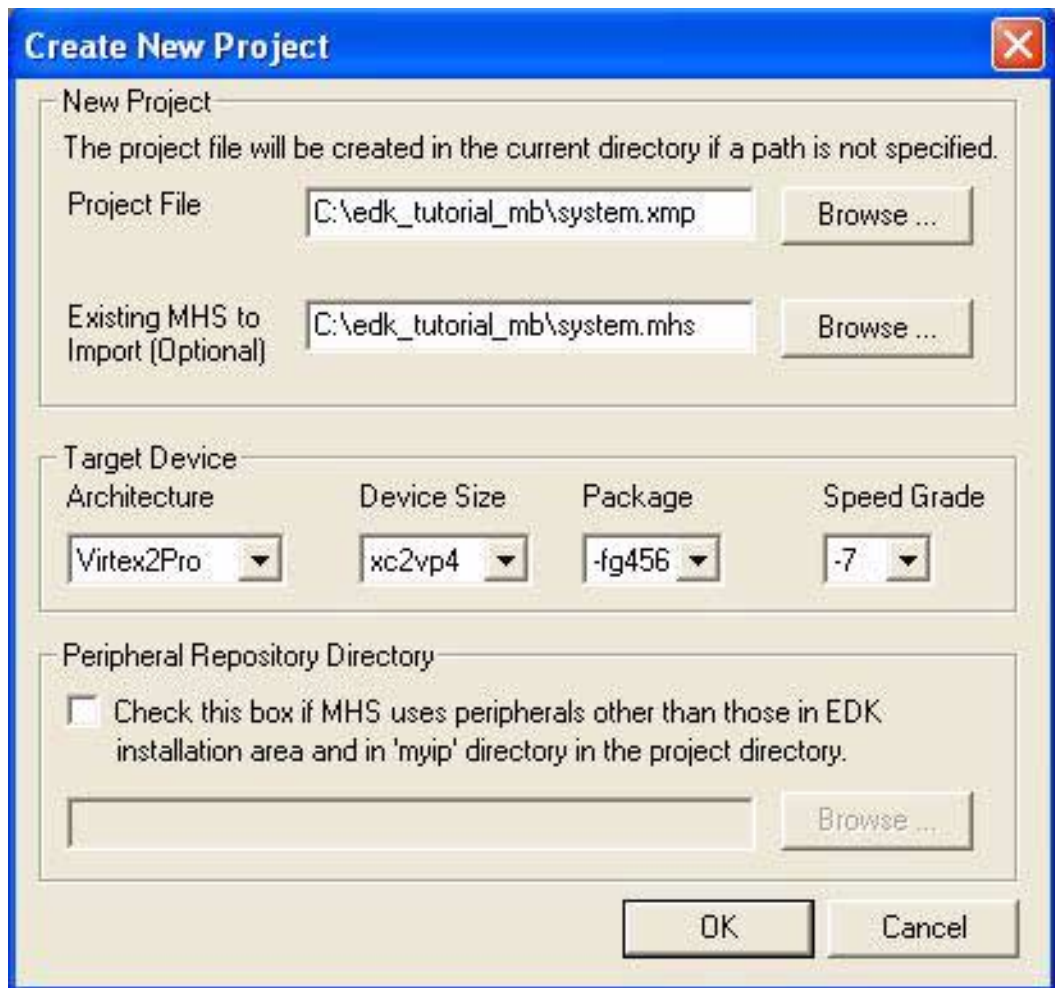 Create New Project
New Project
The project file will be created in the current directory if a path is not specified.
Project File
C:\edk_tutorial_mb\system.xmp
Browse ...
Existing MHS to
Import (Optional)
C:\edk_tutorial_mb\system.mhs
Browse ...
Target Device
Architecture
Device Size
Package
Speed Grade
Virtex2Pro
xc2vp4
-fg456
-7
Peripheral Repository Directory
Check this box if MHS uses peripherals other than those in EDK
installation area and in 'myip' directory in the project directory.
Browse ...
OK
Cancel